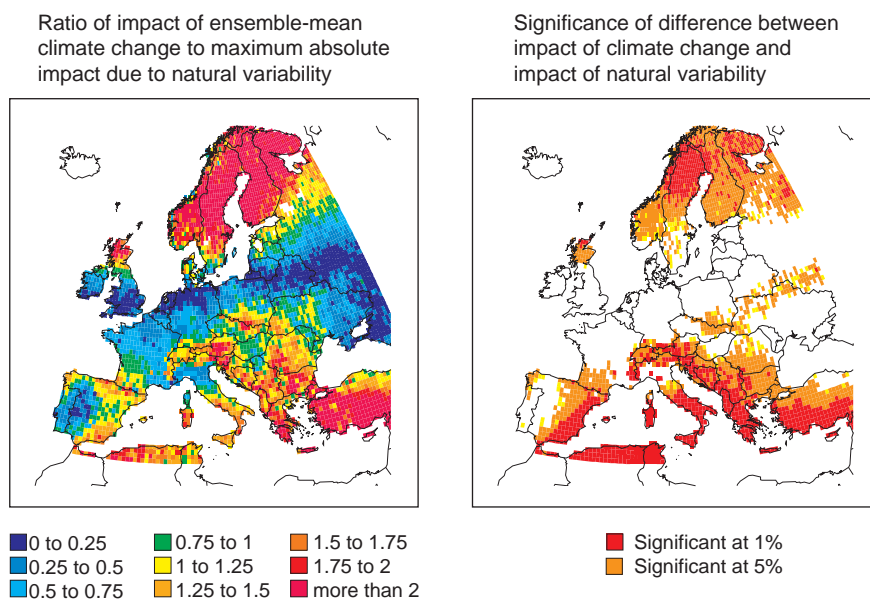 Ratio of impact of ensemble-mean
climate change to maximum absolute
impact due to natural variability
Significance of difference between
impact of climate change and
impact of natural variability
0 to 0.25
0.25 to 0.5
0.5 to 0.75
0.75 to 1
1 to 1.25
1.25 to 1.5
1.5 to 1.75
1.75 to 2
more than 2
Significant at 1%
Significant at 5%